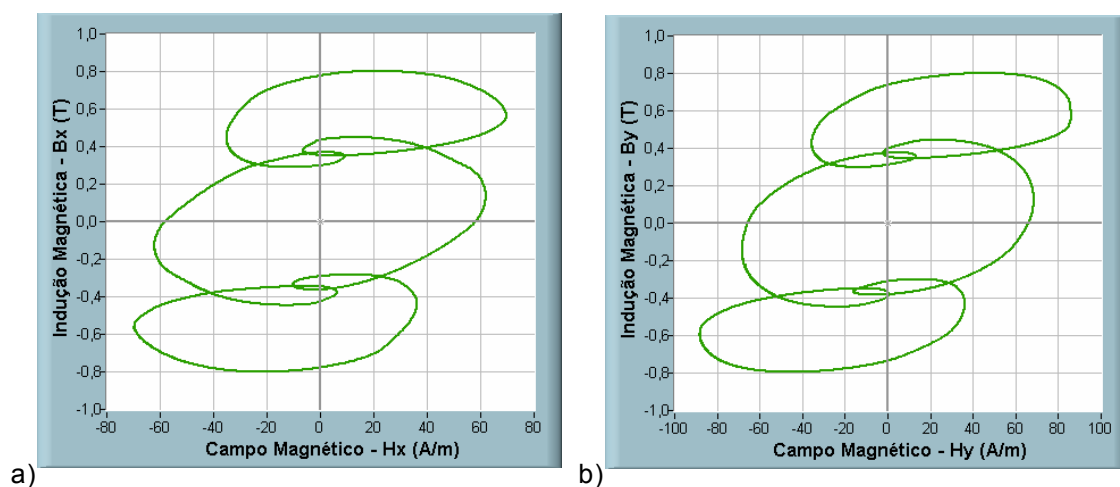 1,0
0,8
0,6
0,4
0,2
0,0
-0,2
-0,4
-0,6
-0,8
-1,0
Indução Magnética - Bx (T)
-80 -60 -40 -20 0 20 40 60 80
Campo Magnético - Hx (A/m)
a)
1,0
0,8
0,6
0,4
0,2
0,0
-0,2
-0,4
-0,6
-0,8
-1,0
Indução Magnética - By (T)
-100 -80 -60 -40 -20 0 20 40 60 80 100
Campo Magnético - Hy (A/m)
b)